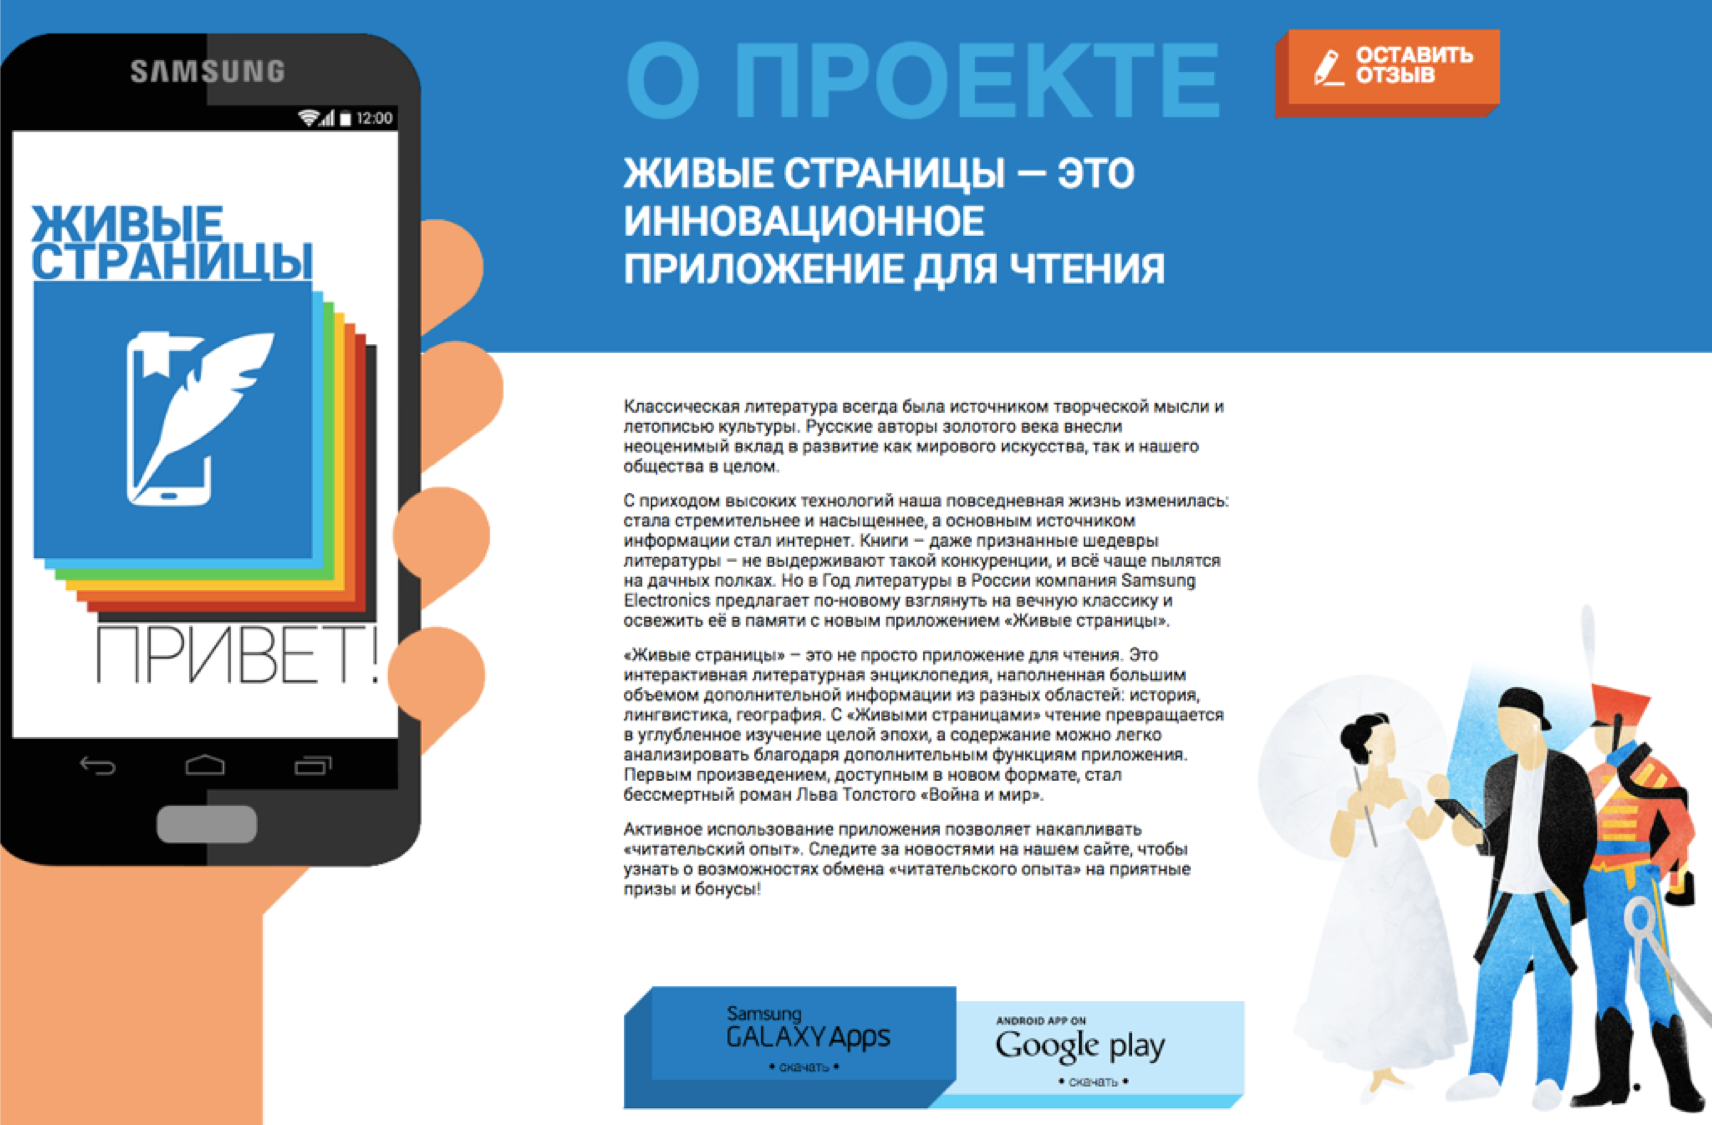 SAMSUNG
12:00
ЖИВЫЕ
СТРАНИЦЫ
ПРИВЕТ!
О ПРОЕКТЕ
ОСТАВИТЬ
ОТЗЫВ
ЖИВЫЕ СТРАНИЦЫ — ЭТО
ИННОВАЦИОННОЕ
ПРИЛОЖЕНИЕ ДЛЯ ЧТЕНИЯ
Классическая литература всегда была источником творческой мысли и
летописью культуры. Русские авторы золотого века внесли
неоценимый вклад в развитие как мирового искусства, так и нашего
общества в целом.
С приходом высоких технологий наша повседневная жизнь изменилась:
стала стремительнее и насыщеннее, а основным источником
информации стал интернет. Книги – даже признанные шедевры
литературы – не выдерживают такой конкуренции, и всё чаще пылятся
на дачных полках. Но в Год литературы в России компания Samsung
Electronics предлагает по-новому взглянуть на вечную классику и
освежить её в памяти с новым приложением «Живые страницы».
«Живые страницы» – это не просто приложение для чтения. Это
интерактивная литературная энциклопедия, наполненная большим
объемом дополнительной информации из разных областей: история,
лингвистика, география. С «Живыми страницами» чтение превращается
в углубленное изучение целой эпохи, а содержание можно легко
анализировать благодаря дополнительным функциям приложения.
Первым произведением, доступным в новом формате, стал
бессмертный роман Льва Толстого «Война и мир».
Активное использование приложения позволяет накапливать
«читательский опыт». Следите за новостями на нашем сайте, чтобы
узнать о возможностях обмена «читательского опыта» на приятные
призы и бонусы!
Samsung
GALAXY Apps
• скачать •
ANDROID APP ON
Google play
• скачать •